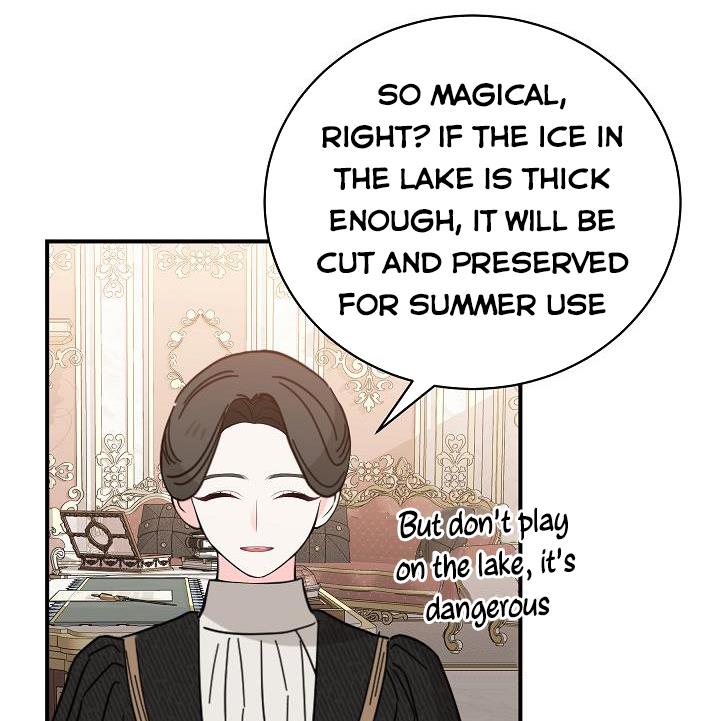 SO MAGICAL,
RIGHT? IF THE ICE IN
THE LAKE IS THICK
ENOUGH, IT WILL BE
CUT AND PRESERVED
FOR SUMMER USE
But don't play
on the lake, it's
dangerous